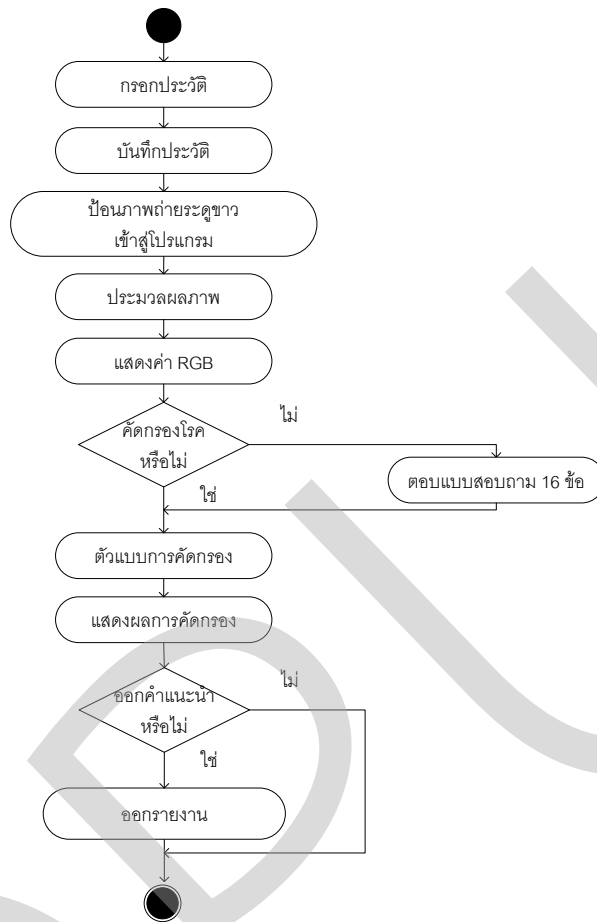 กรอกประวัติ
บันทึกประวัติ
ป้อนภาพถ่ายระดูขาว
เข้าสู่โปรแกรม
ประมวลผลภาพ
แสดงค่า RGB
คัดกรองโรค
หรือไม่
ไม่
ตอบแบบสอบถาม 16 ข้อ
ใช่
ตัวแบบการคัดกรอง
แสดงผลการคัดกรอง
ออกคำแนะนำ
หรือไม่
ไม่
ใช่
ออกรายงาน